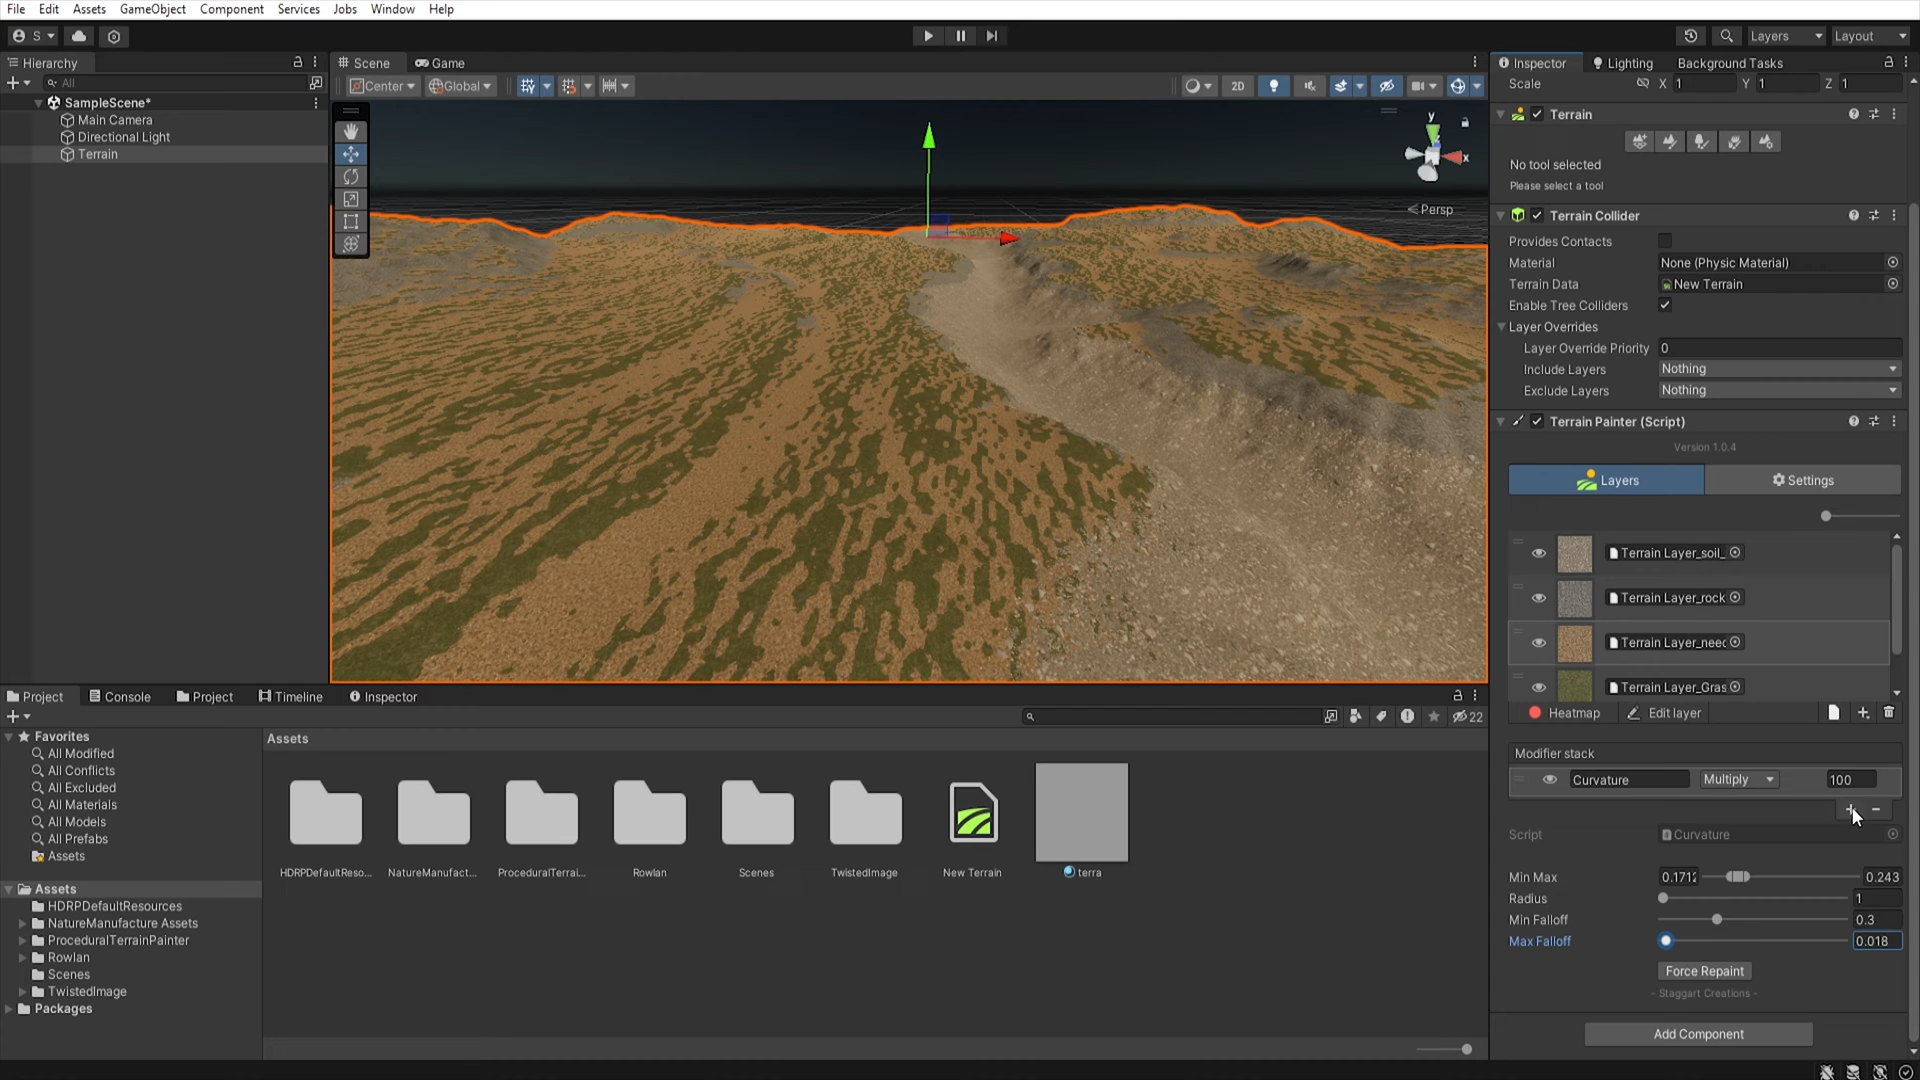 File Edit Assets GameObject Component Services Jobs Window Help
S Layers Layout
Hierarchy
All
SampleScene*
Main Camera
Directional Light
Terrain
Scene Game
Center Global 2D
y
x
Persp
Inspector Lighting Background Tasks
Scale X 1 Y 1 Z 1
Terrain
No tool selected
Please select a tool
Terrain Collider
Provides Contacts
Material None (Physic Material)
Terrain Data New Terrain
Enable Tree Colliders
Layer Overrides
Layer Override Priority 0
Include Layers Nothing
Exclude Layers Nothing
Terrain Painter (Script)
Version 1.0.4
Layers Settings
Terrain Layer_soil_
Terrain Layer_rock
Terrain Layer_need
Terrain Layer_Gras
Heatmap Edit layer
Modifier stack
Curvature Multiply 100
Script Curvature
Min Max 0.1712 0.243
Radius 1
Min Falloff 0.3
Max Falloff 0.018
Force Repaint
- Staggart Creations -
Add Component
Project Console Project Timeline Inspector
22
Favorites
All Modified
All Conflicts
All Excluded
All Materials
All Models
All Prefabs
Assets
Assets
HDRPDefaultResources
NatureManufacture Assets
ProceduralTerrainPainter
Rowlan
Scenes
TwistedImage
Packages
Assets
HDRPDefaultReso... NatureManufact... ProceduralTerrai... Rowlan Scenes TwistedImage New Terrain terra